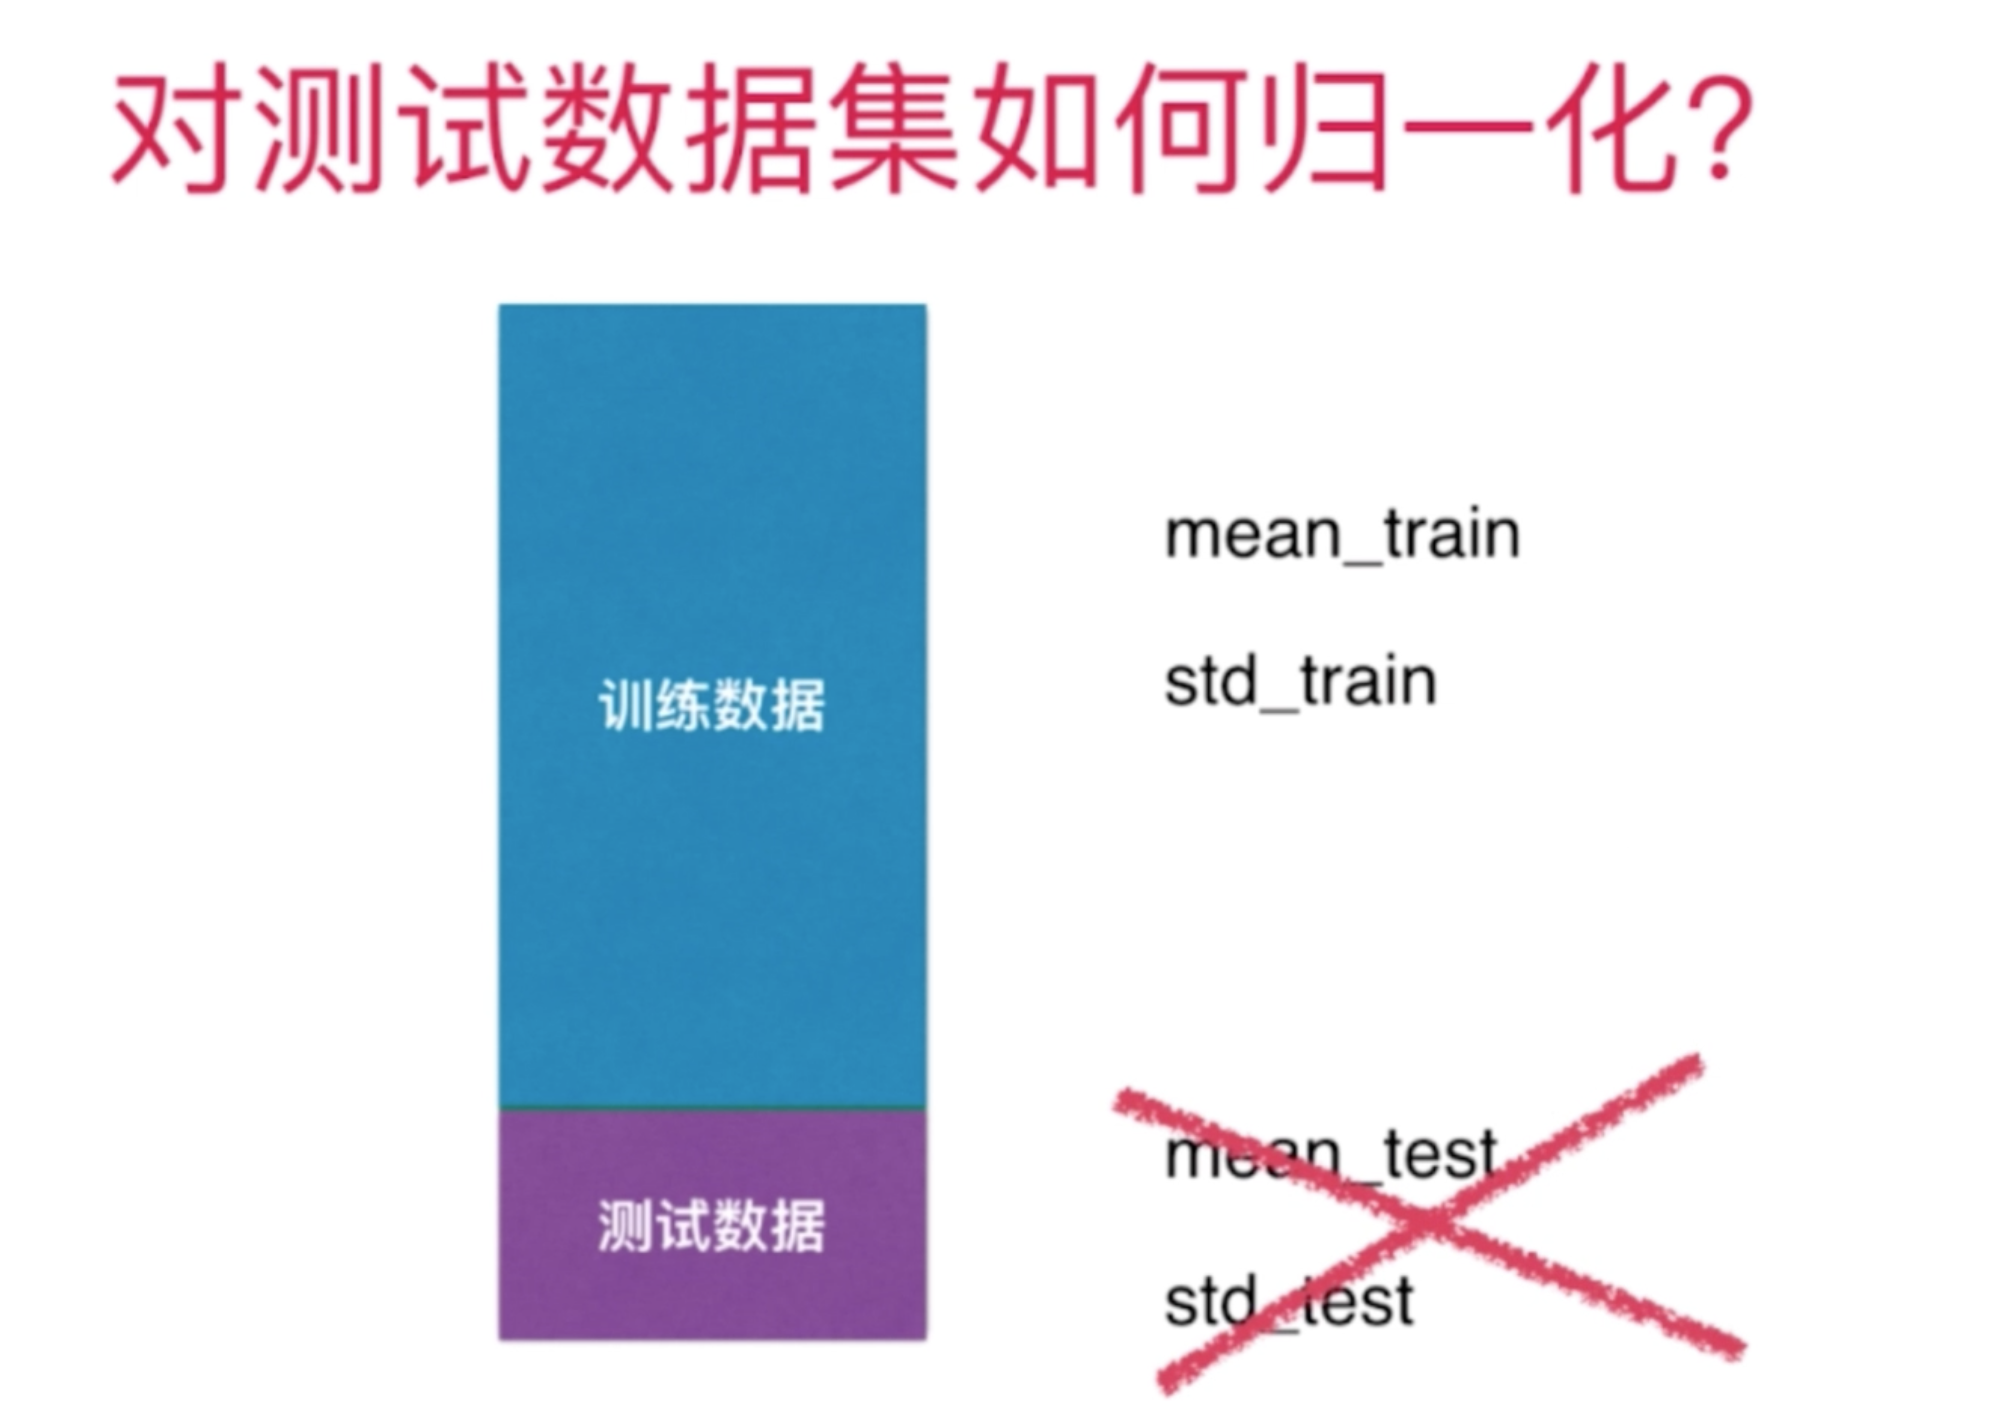 对测试数据集如何归一化?
mean_train
std_train
训练数据
mean_test
测试数据
std_test